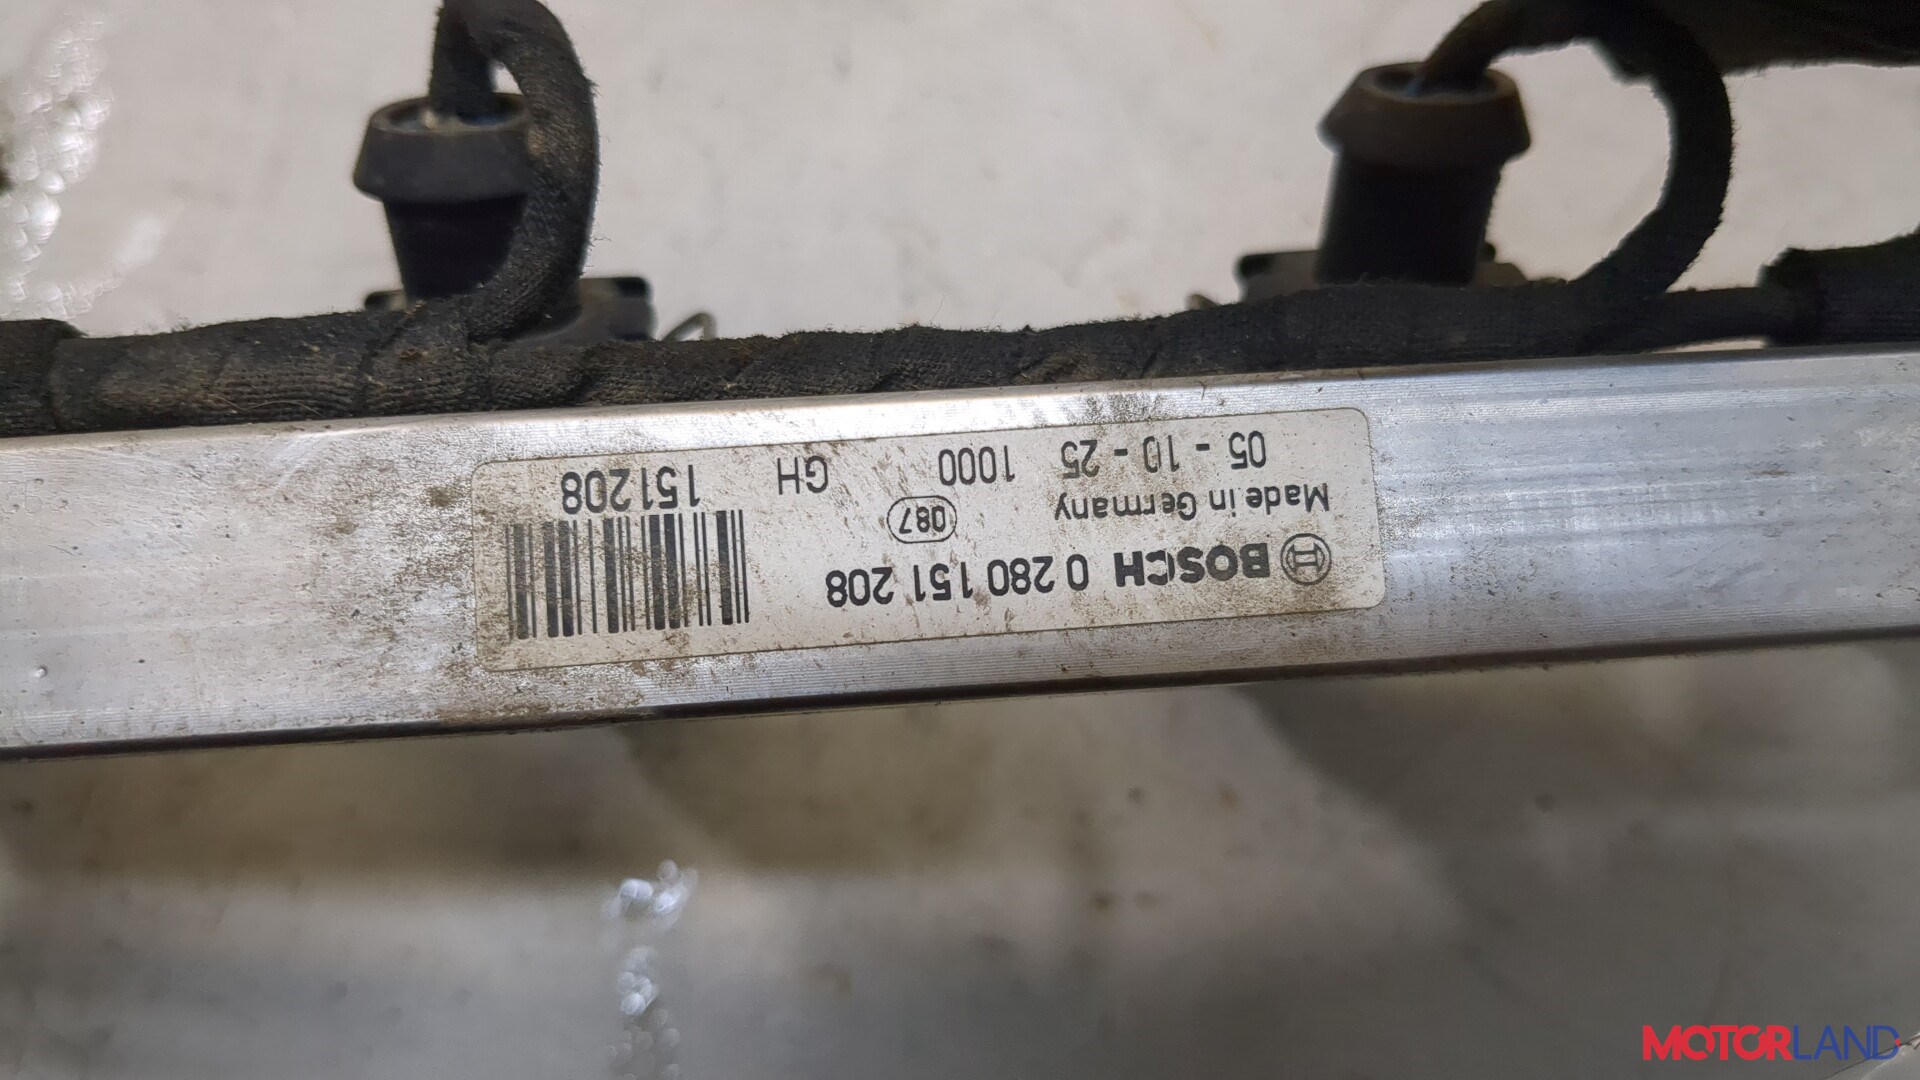 BOSCH 0 280 151 208
Made in Germany 087
05 - 10 - 25 1000 GH 151208
MOTORLAND